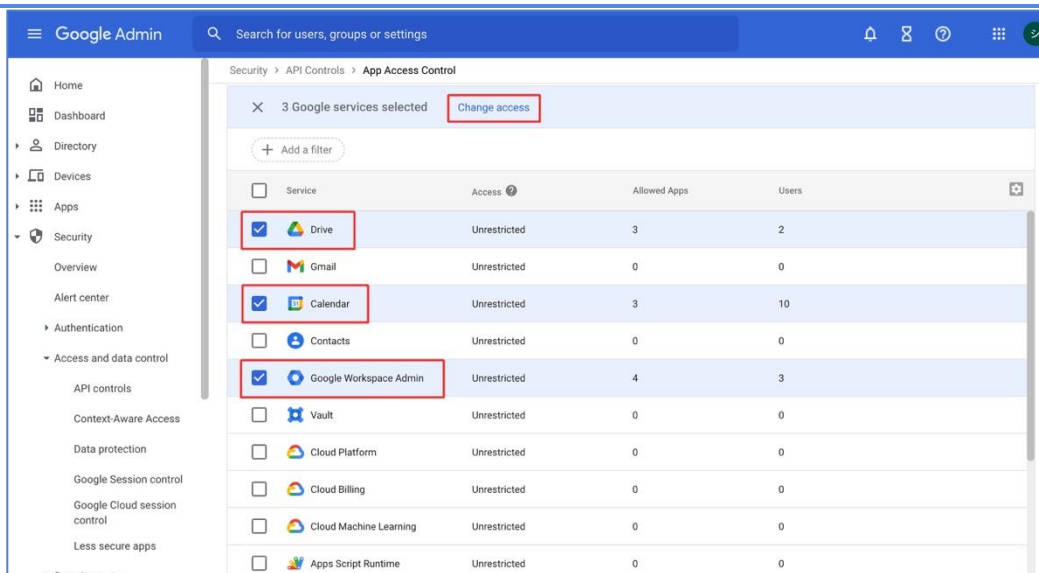 Google Admin
Search for users, groups or settings
シ
Home
Dashboard
Directory
Devices
Apps
Security
Overview
Alert center
Authentication
Access and data control
API controls
Context-Aware Access
Data protection
Google Session control
Google Cloud session
control
Less secure apps
Security > API Controls > App Access Control
3 Google services selected Change access
+ Add a filter
Service Access ? Allowed Apps Users
Drive Unrestricted 3 2
Gmail Unrestricted 0 0
31 Calendar Unrestricted 3 10
Contacts Unrestricted 0 0
Google Workspace Admin Unrestricted 4 3
Vault Unrestricted 0 0
Cloud Platform Unrestricted 0 0
Cloud Billing Unrestricted 0 0
Cloud Machine Learning Unrestricted 0 0
Apps Script Runtime Unrestricted 0 0